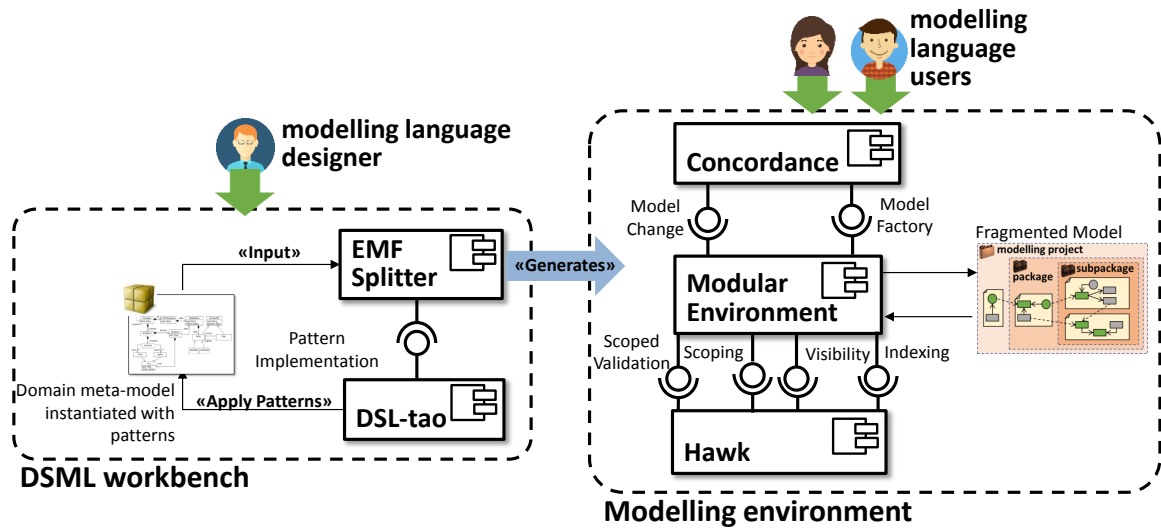 modelling language
designer
«Input»
EMF
Splitter
Pattern
Implementation
Domain meta-model
instantiated with
patterns
«Apply Patterns»
DSL-tao
DSML workbench
«Generates»
modelling
language
users
Concordance
Model
Change
Model
Factory
Modular
Environment
Fragmented Model
modelling project
package
subpackage
Scoped
Validation
Scoping
Visibility
Indexing
Hawk
Modelling environment